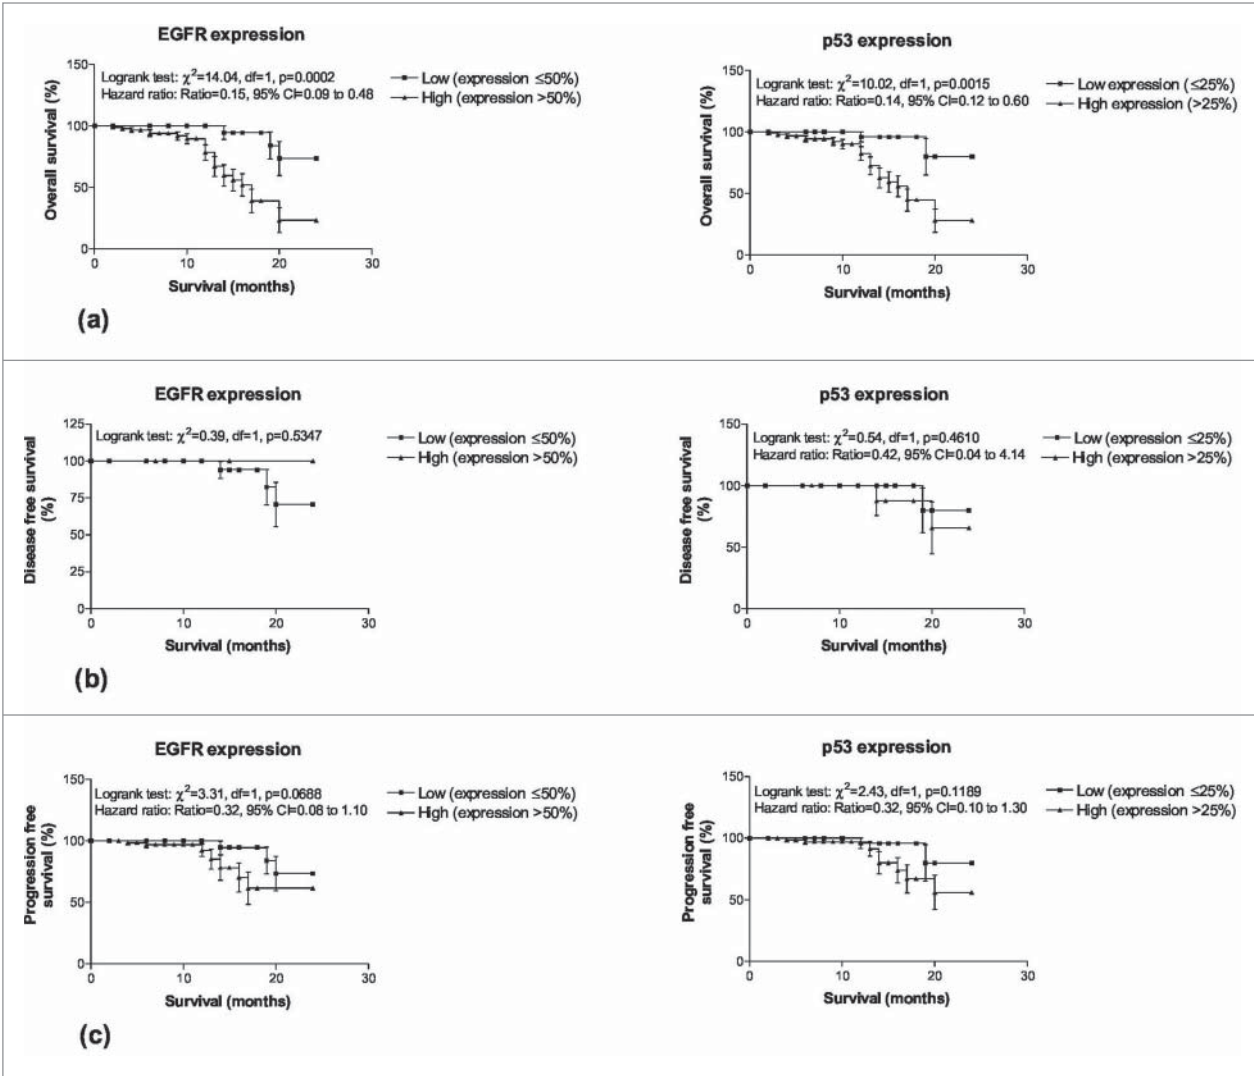 EGFR expression
Logrank test: χ²=14.04, df=1, p=0.0002
Hazard ratio: Ratio=0.15, 95% CI=0.09 to 0.48
Low (expression ≤50%)
High (expression >50%)
150
100
50
0
Overall survival (%)
0 10 20 30
Survival (months)
p53 expression
Logrank test: χ²=10.02, df=1, p=0.0015
Hazard ratio: Ratio=0.14, 95% CI=0.12 to 0.60
Low expression (≤25%)
High expression (>25%)
150
100
50
0
Overall survival (%)
0 10 20 30
Survival (months)
(a)
EGFR expression
Logrank test: χ²=0.39, df=1, p=0.5347
Low (expression ≤50%)
High (expression >50%)
125
100
75
50
25
0
Disease free survival
(%)
0 10 20 30
Survival (months)
p53 expression
Logrank test: χ²=0.54, df=1, p=0.4610
Hazard ratio: Ratio=0.42, 95% CI=0.04 to 4.14
Low (expression ≤25%)
High (expression >25%)
150
100
50
0
Disease free survival
(%)
0 10 20 30
Survival (months)
(b)
EGFR expression
Logrank test: χ²=3.31, df=1, p=0.0688
Hazard ratio: Ratio=0.32, 95% CI=0.08 to 1.10
Low (expression ≤50%)
High (expression >50%)
150
100
50
0
Progression free
survival (%)
0 10 20 30
Survival (months)
p53 expression
Logrank test: χ²=2.43, df=1, p=0.1189
Hazard ratio: Ratio=0.32, 95% CI=0.10 to 1.30
Low (expression ≤25%)
High (expression >25%)
150
100
50
0
Progression free
survival (%)
0 10 20 30
Survival (months)
(c)